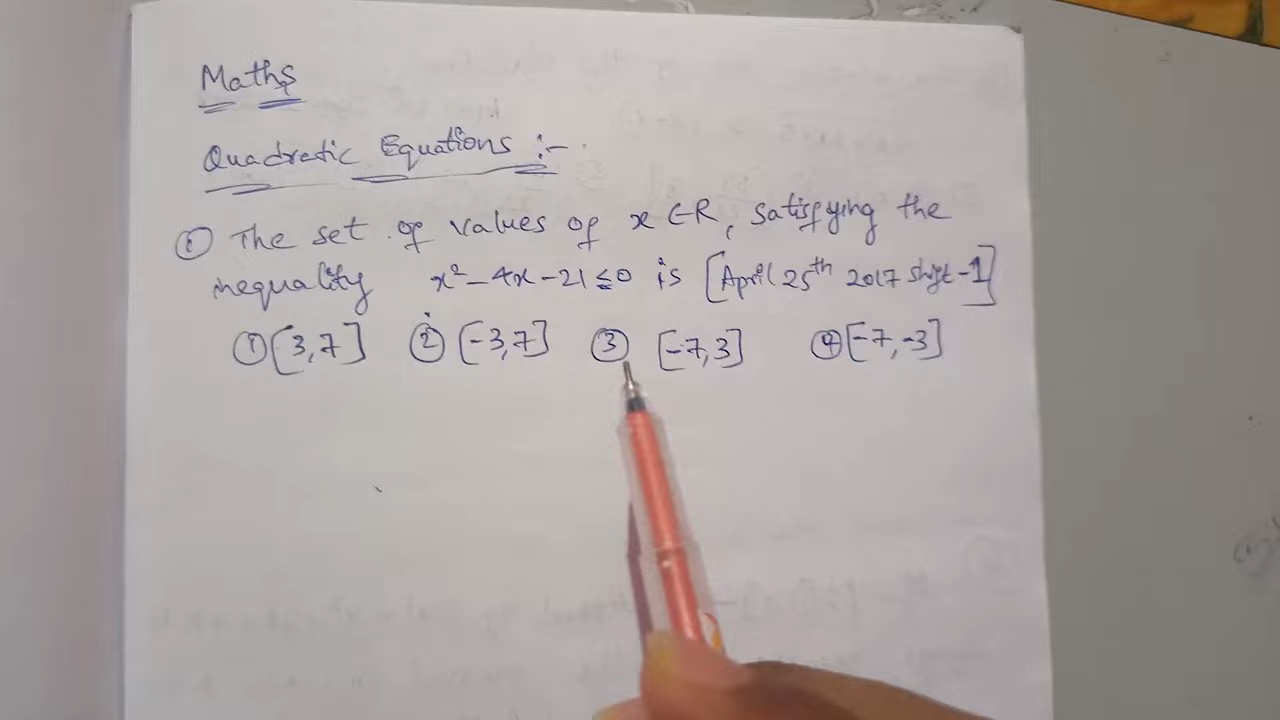 Maths
Quadratic Equations :-
① The set of values of x ∈ R, satisfying the
inequality x² - 4x - 21 ≤ 0 is [April 25th 2017 shift -1]
① [3,7] ② [-3,7] ③ [-7,3] ④ [-7,-3]